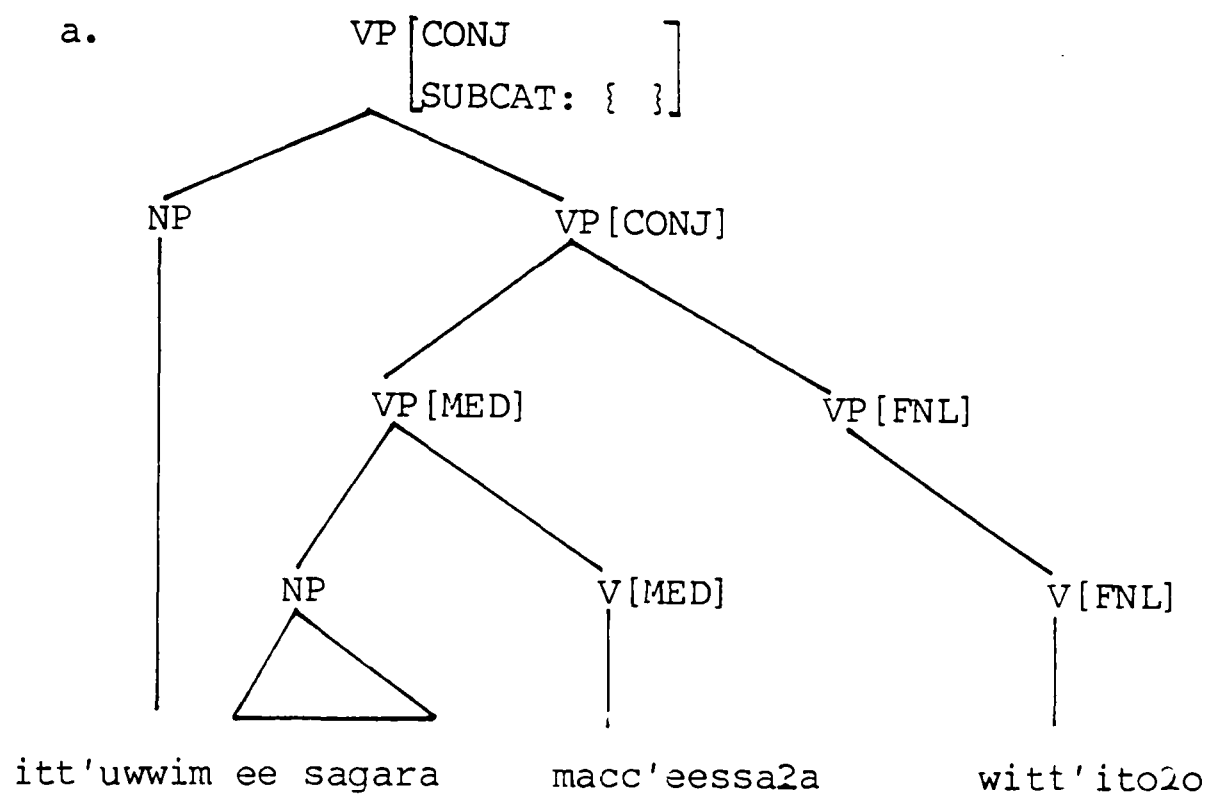 a.
VP [CONJ
SUBCAT: { }]
NP VP[CONJ]
VP[MED] VP[FNL]
NP V[MED] V[FNL]
itt'uwwim ee sagara macc'eessa2a witt'ito2o